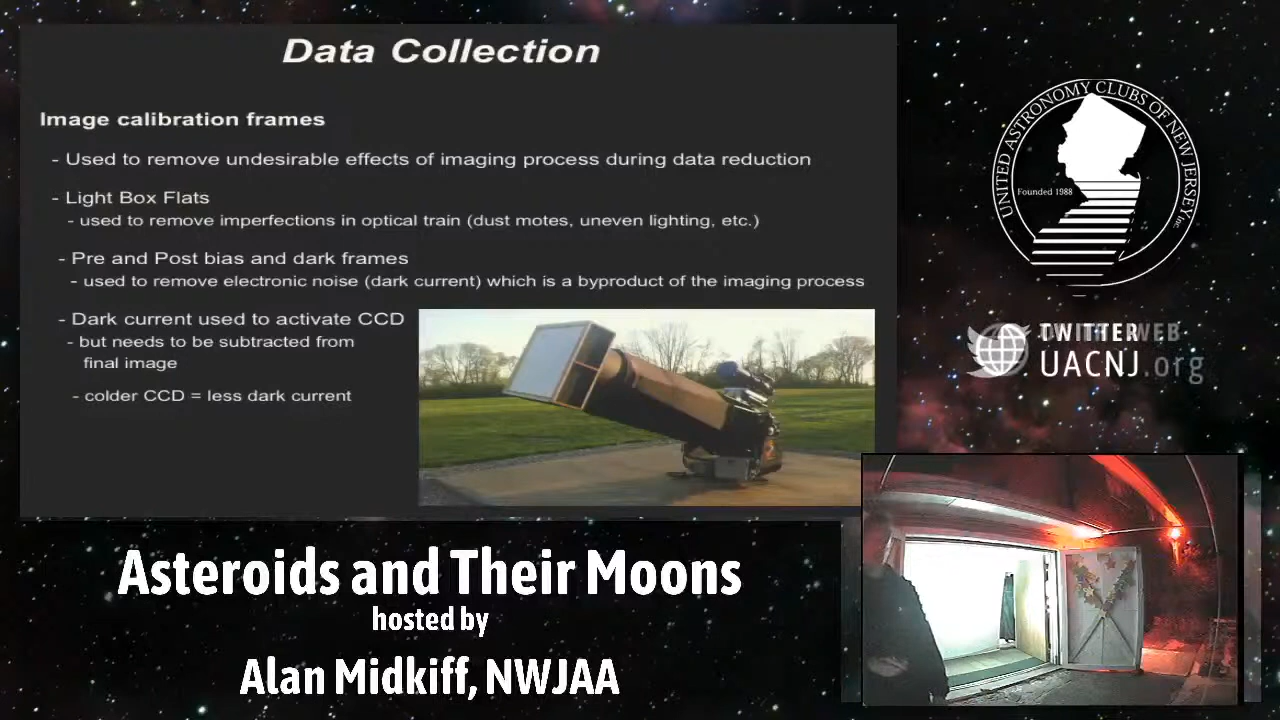 Data Collection
Image calibration frames
- Used to remove undesirable effects of imaging process during data reduction
- Light Box Flats
- used to remove imperfections in optical train (dust motes, uneven lighting, etc.)
- Pre and Post bias and dark frames
- used to remove electronic noise (dark current) which is a byproduct of the imaging process
- Dark current used to activate CCD
- but needs to be subtracted from
final image
- colder CCD = less dark current
UNITED ASTRONOMY CLUBS OF NEW JERSEY, Inc.
Founded 1988
TWITTER WEB
UACNJ.org
Asteroids and Their Moons
hosted by
Alan Midkiff, NWJAA